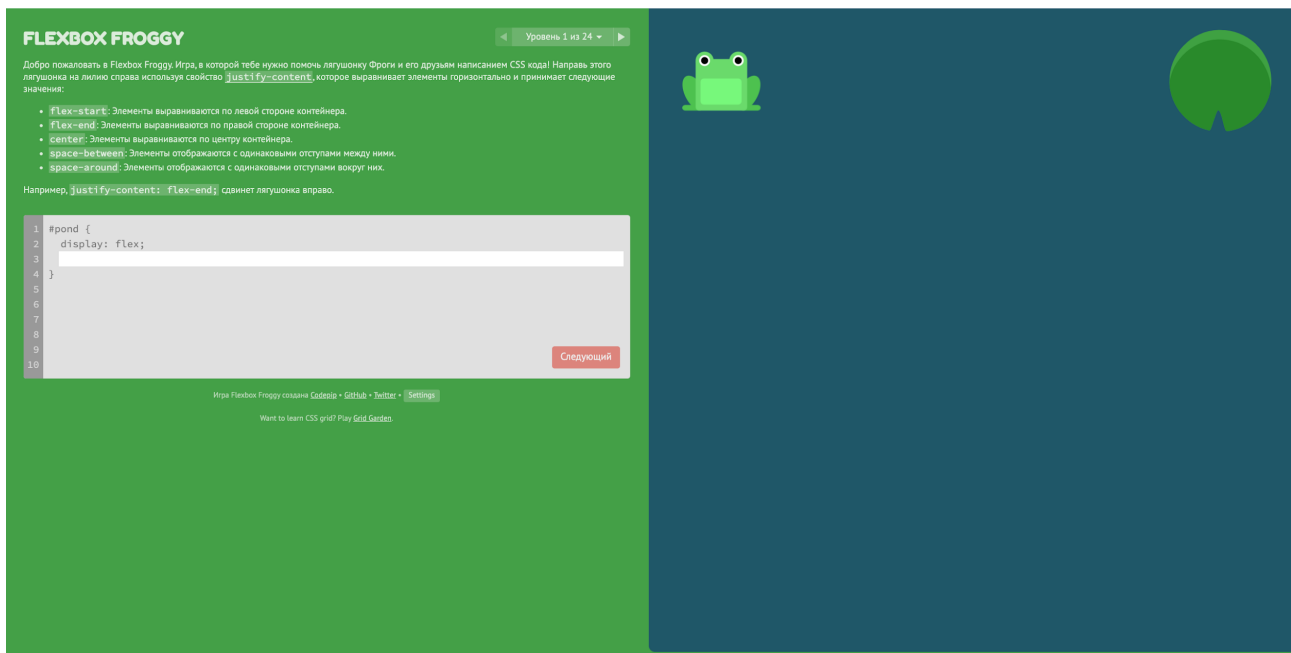 FLEXBOX FROGGY
Уровень 1 из 24
Добро пожаловать в Flexbox Froggy. Игра, в которой тебе нужно помочь лягушонку Фроги и его друзьям написанием CSS кода! Направь этого
лягушонка на лилию справа используя свойство justify-content, которое выравнивает элементы горизонтально и принимает следующие
значения:
• flex-start: Элементы выравниваются по левой стороне контейнера.
• flex-end: Элементы выравниваются по правой стороне контейнера.
• center: Элементы выравниваются по центру контейнера.
• space-between: Элементы отображаются с одинаковыми отступами между ними.
• space-around: Элементы отображаются с одинаковыми отступами вокруг них.
Например, justify-content: flex-end; сдвинет лягушонка вправо.
1 #pond {
2 display: flex;
3
4 }
5
6
7
8
9
10
Следующий
Игра Flexbox Froggy создана Codepip • GitHub • Twitter • Settings
Want to learn CSS grid? Play Grid Garden.